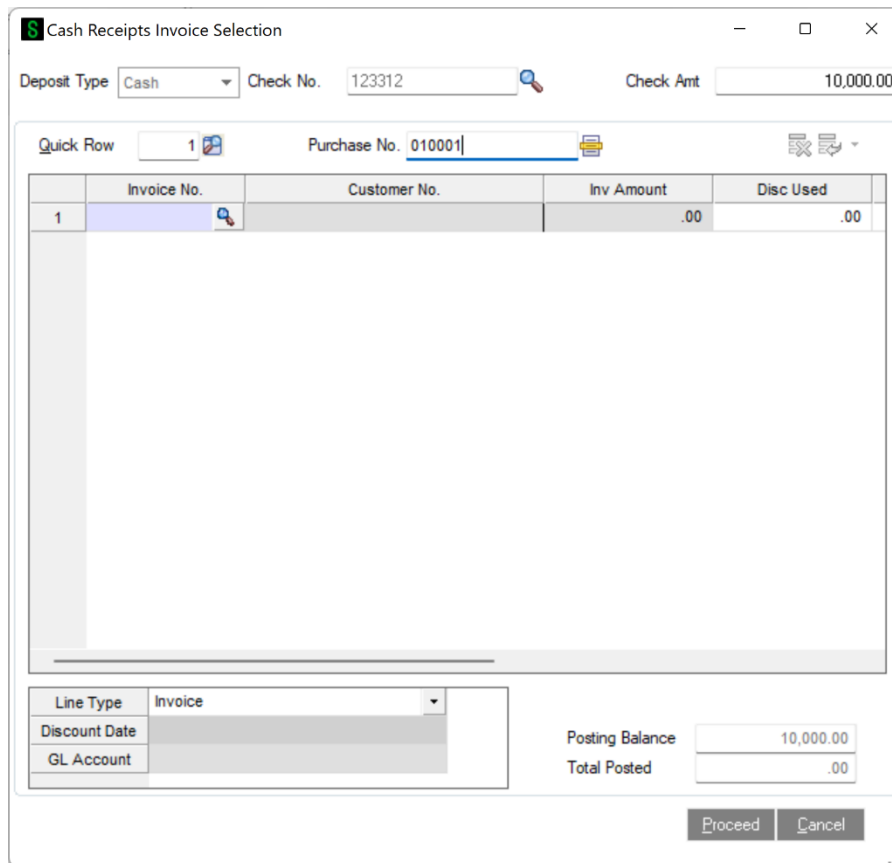 S Cash Receipts Invoice Selection
Deposit Type Cash Check No. 123312 Check Amt 10,000.00
Quick Row 1 Purchase No. 010001
Invoice No. Customer No. Inv Amount Disc Used
1 .00 .00
Line Type Invoice
Discount Date
GL Account
Posting Balance 10,000.00
Total Posted .00
Proceed Cancel